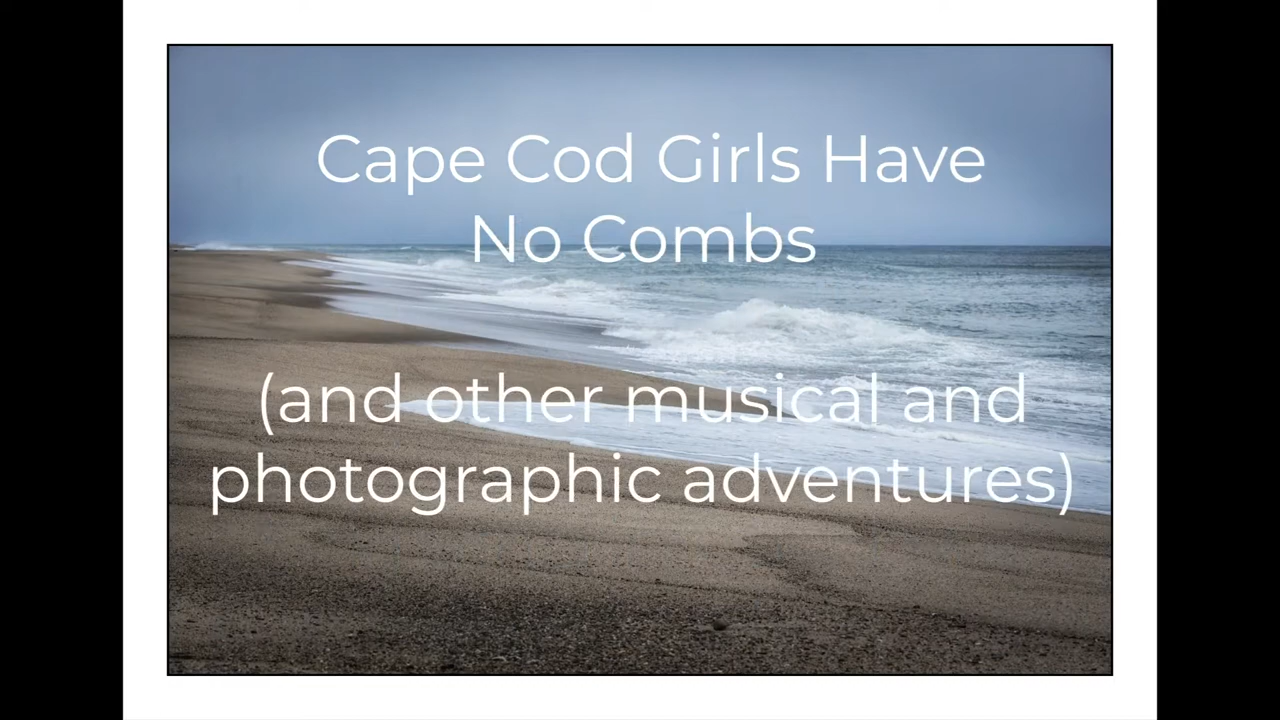 Cape Cod Girls Have
No Combs
(and other musical and
photographic adventures)